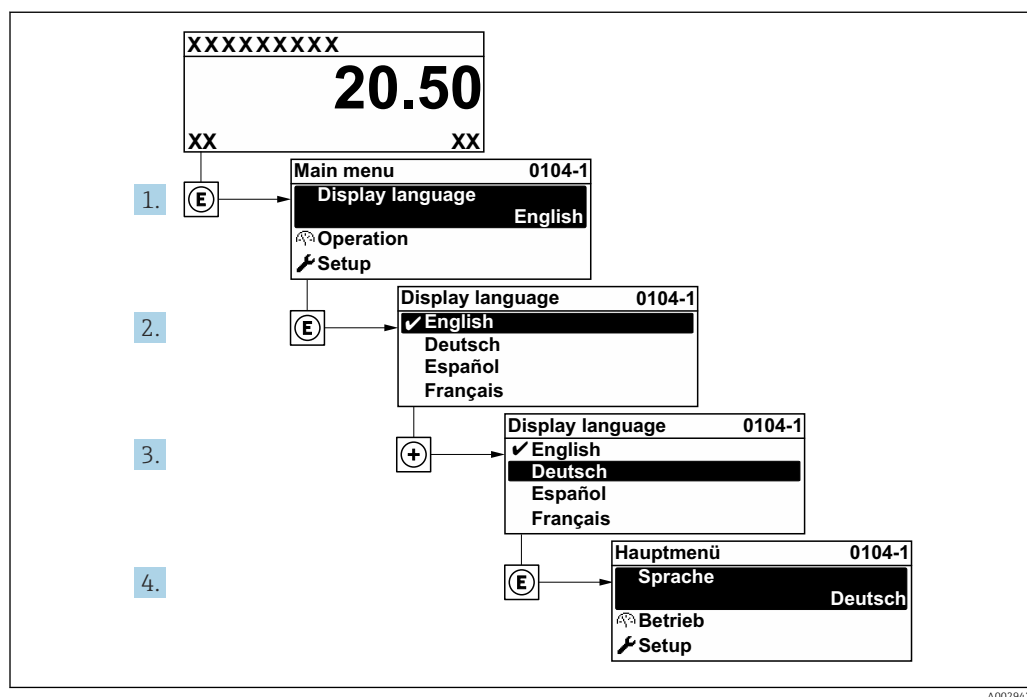 XXXXXXXXX
20.50
XX XX
1. E
Main menu 0104-1
Display language
English
Operation
Setup
2. E
Display language 0104-1
✔ English
Deutsch
Español
Français
3. +
Display language 0104-1
✔ English
Deutsch
Español
Français
4. E
Hauptmenü 0104-1
Sprache
Deutsch
Betrieb
Setup